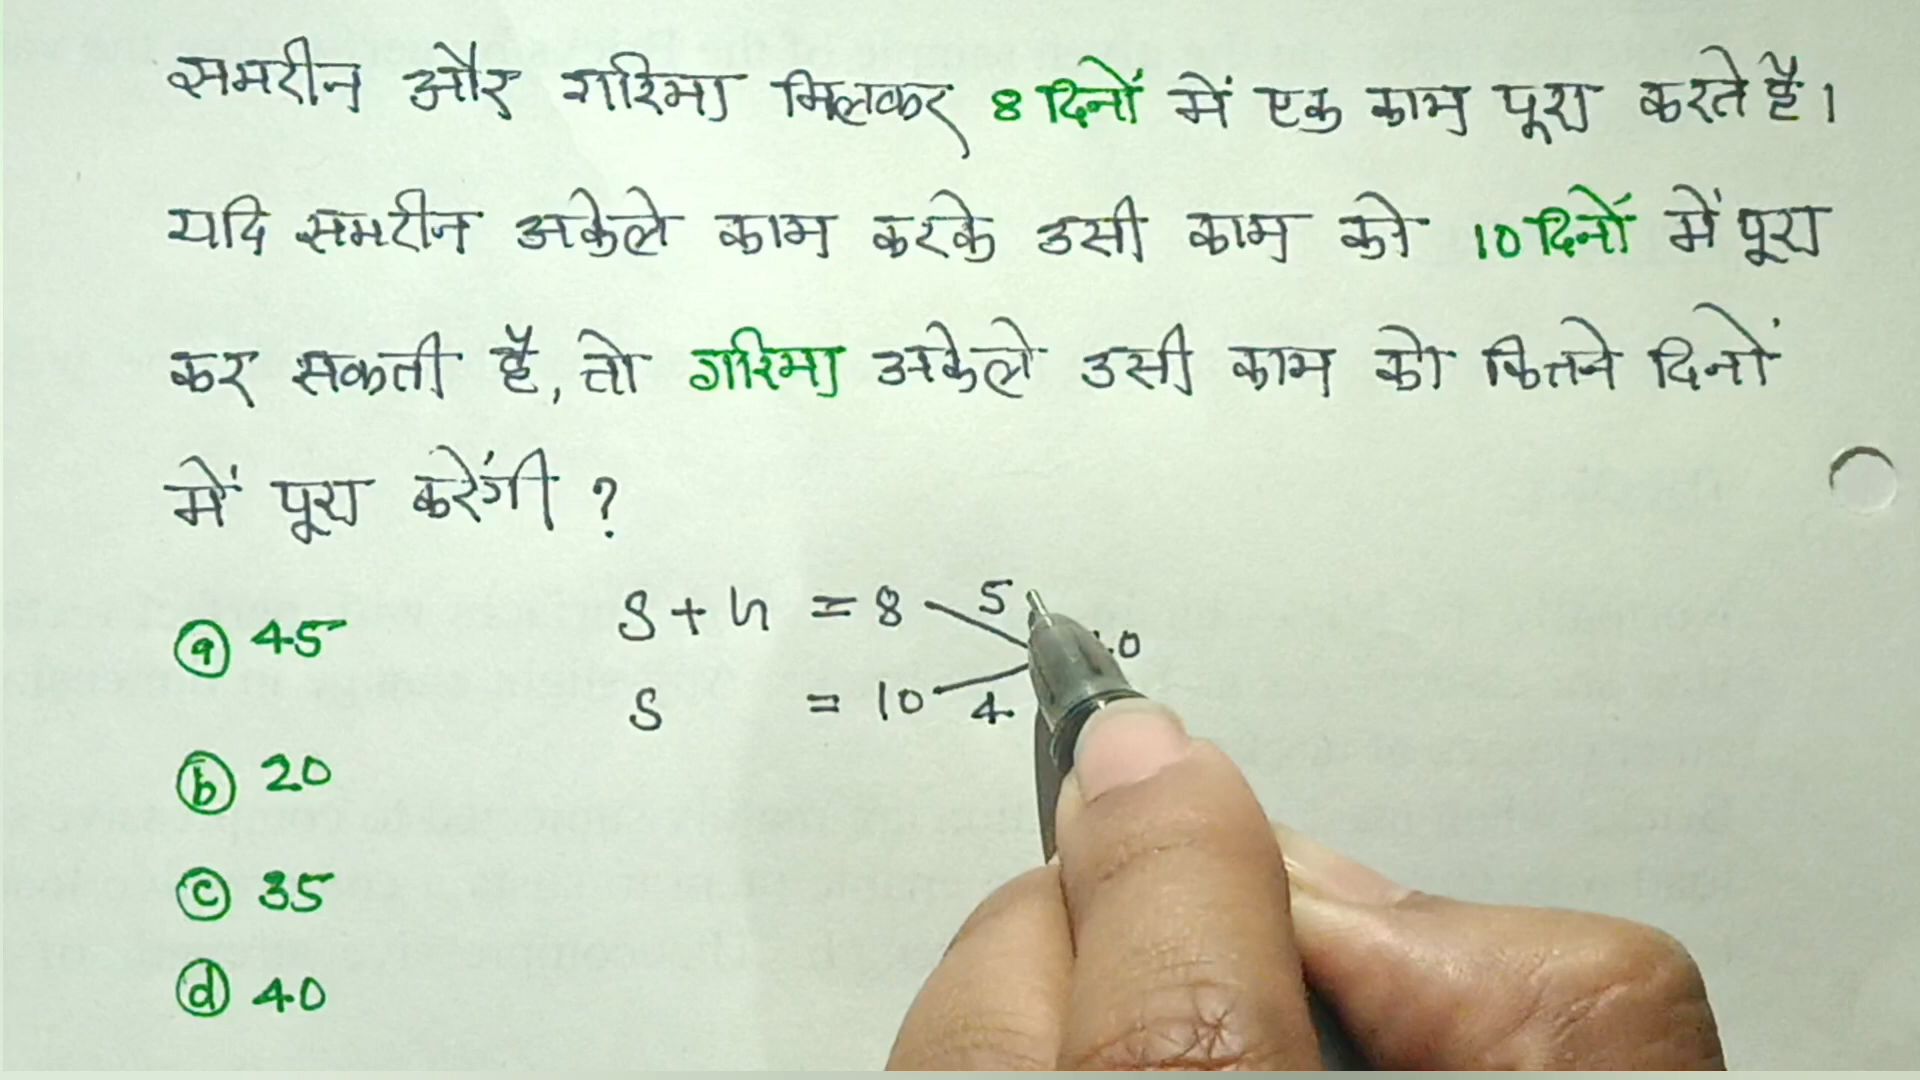 समरीन और गरिमा मिलकर 8 दिनों में एक काम पूरा करते है।
यदि समरीन अकेले काम करके उसी काम को 10 दिनों में पूरा
कर सकती है, तो गरिमा अकेले उसी काम को कितने दिनों
में पूरा करेंगी ?
S + h = 8 5
0
S = 10 4
a 45
b 20
c 35
d 40